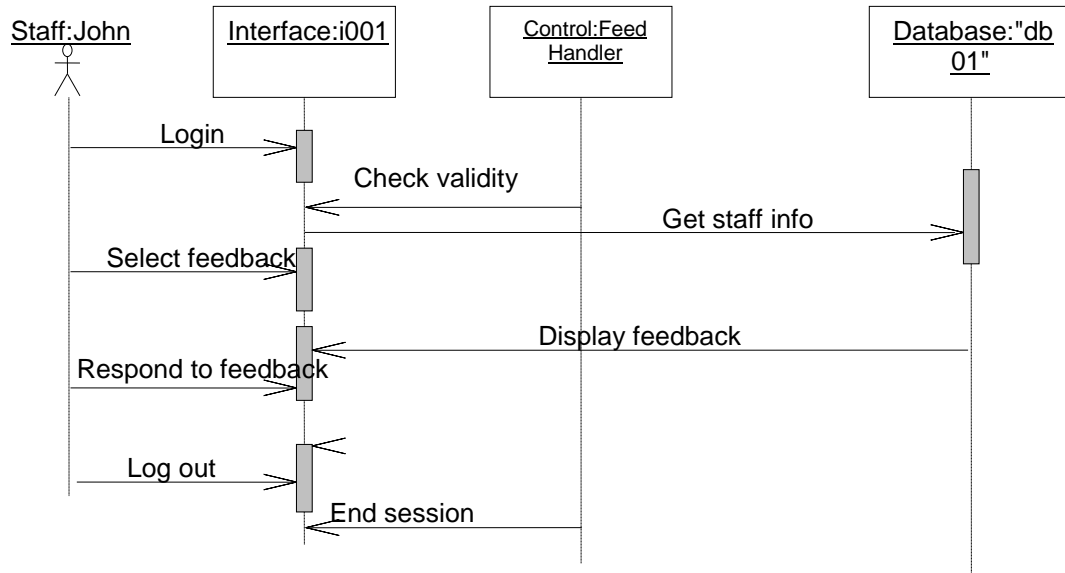 Staff:John
Interface:i001
Control:Feed
Handler
Database:"db
01"
Login
Check validity
Get staff info
Select feedback
Display feedback
Respond to feedback
Log out
End session